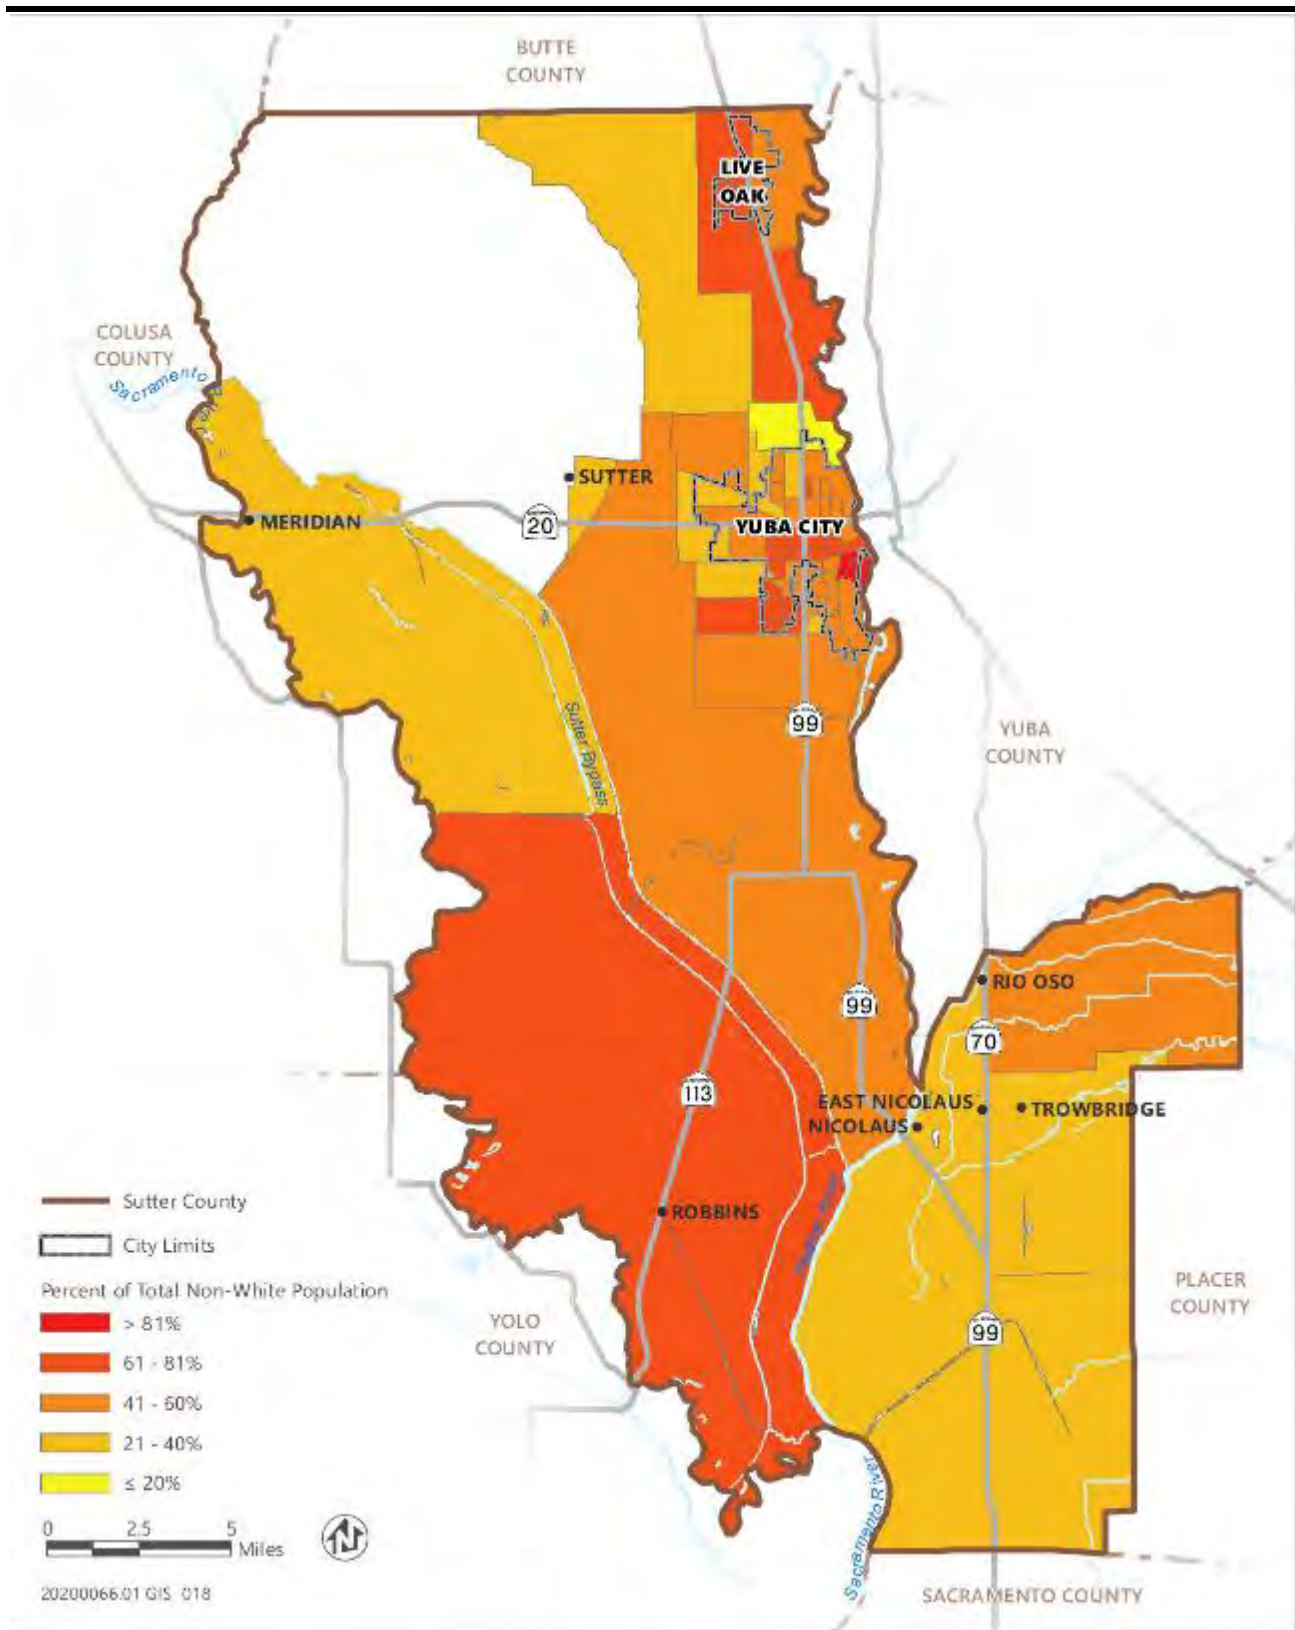 BUTTE
COUNTY
LIVE
OAK
COLUSA
COUNTY
Sacramento River
SUTTER
MERIDIAN
20
YUBA CITY
Sutter Bypass
99
YUBA
COUNTY
99
RIO OSO
70
113
EAST NICOLAUS
TROWBRIDGE
NICOLAUS
ROBBINS
Sutter County
City Limits
Percent of Total Non-White Population
> 81%
61 - 81%
41 - 60%
21 - 40%
≤ 20%
YOLO
COUNTY
PLACER
COUNTY
99
0 2.5 5
Miles
N
Sacramento River
20200066.01 GIS 018
SACRAMENTO COUNTY